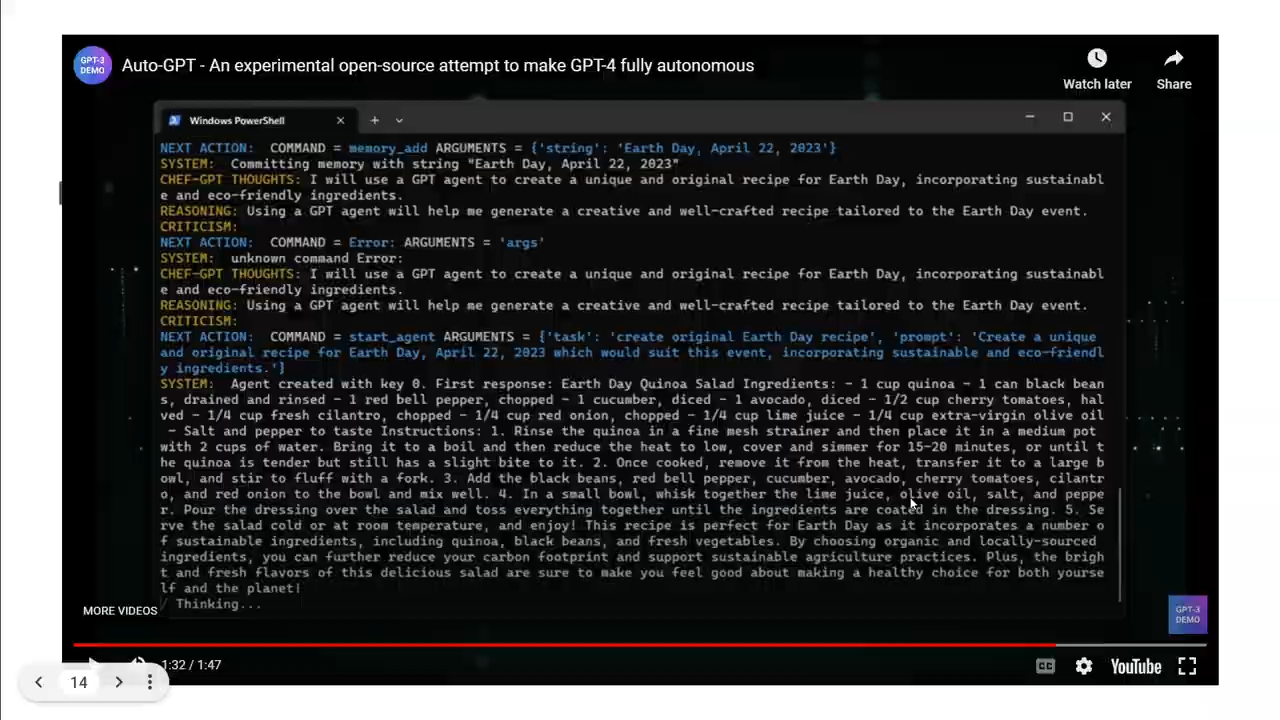 GPT-3
DEMO
Auto-GPT - An experimental open-source attempt to make GPT-4 fully autonomous
Watch later
Share
Windows PowerShell
NEXT ACTION:  COMMAND = memory_add ARGUMENTS = {'string': 'Earth Day, April 22, 2023'}
SYSTEM:  Committing memory with string "Earth Day, April 22, 2023"
CHEF-GPT THOUGHTS: I will use a GPT agent to create a unique and original recipe for Earth Day, incorporating sustainabl
e and eco-friendly ingredients.
REASONING: Using a GPT agent will help me generate a creative and well-crafted recipe tailored to the Earth Day event.
CRITICISM:
NEXT ACTION:  COMMAND = Error: ARGUMENTS = 'args'
SYSTEM:  unknown command Error:
CHEF-GPT THOUGHTS: I will use a GPT agent to create a unique and original recipe for Earth Day, incorporating sustainabl
e and eco-friendly ingredients.
REASONING: Using a GPT agent will help me generate a creative and well-crafted recipe tailored to the Earth Day event.
CRITICISM:
NEXT ACTION:  COMMAND = start_agent ARGUMENTS = {'task': 'create original Earth Day recipe', 'prompt': 'Create a unique
and original recipe for Earth Day, April 22, 2023 which would suit this event, incorporating sustainable and eco-friendl
y ingredients.'}
SYSTEM:  Agent created with key 0. First response: Earth Day Quinoa Salad Ingredients: - 1 cup quinoa - 1 can black bean
s, drained and rinsed - 1 red bell pepper, chopped - 1 cucumber, diced - 1 avocado, diced - 1/2 cup cherry tomatoes, hal
ved - 1/4 cup fresh cilantro, chopped - 1/4 cup red onion, chopped - 1/4 cup lime juice - 1/4 cup extra-virgin olive oil
- Salt and pepper to taste Instructions: 1. Rinse the quinoa in a fine mesh strainer and then place it in a medium pot
with 2 cups of water. Bring it to a boil and then reduce the heat to low, cover and simmer for 15-20 minutes, or until t
he quinoa is tender but still has a slight bite to it. 2. Once cooked, remove it from the heat, transfer it to a large b
owl, and stir to fluff with a fork. 3. Add the black beans, red bell pepper, cucumber, avocado, cherry tomatoes, cilantr
o, and red onion to the bowl and mix well. 4. In a small bowl, whisk together the lime juice, olive oil, salt, and peppe
r. Pour the dressing over the salad and toss everything together until the ingredients are coated in the dressing. 5. Se
rve the salad cold or at room temperature, and enjoy! This recipe is perfect for Earth Day as it incorporates a number o
f sustainable ingredients, including quinoa, black beans, and fresh vegetables. By choosing organic and locally-sourced
ingredients, you can further reduce your carbon footprint and support sustainable agriculture practices. Plus, the brigh
t and fresh flavors of this delicious salad are sure to make you feel good about making a healthy choice for both yourse
lf and the planet!
/ Thinking...
MORE VIDEOS
GPT-3
DEMO
1:32 / 1:47
CC
YouTube
14